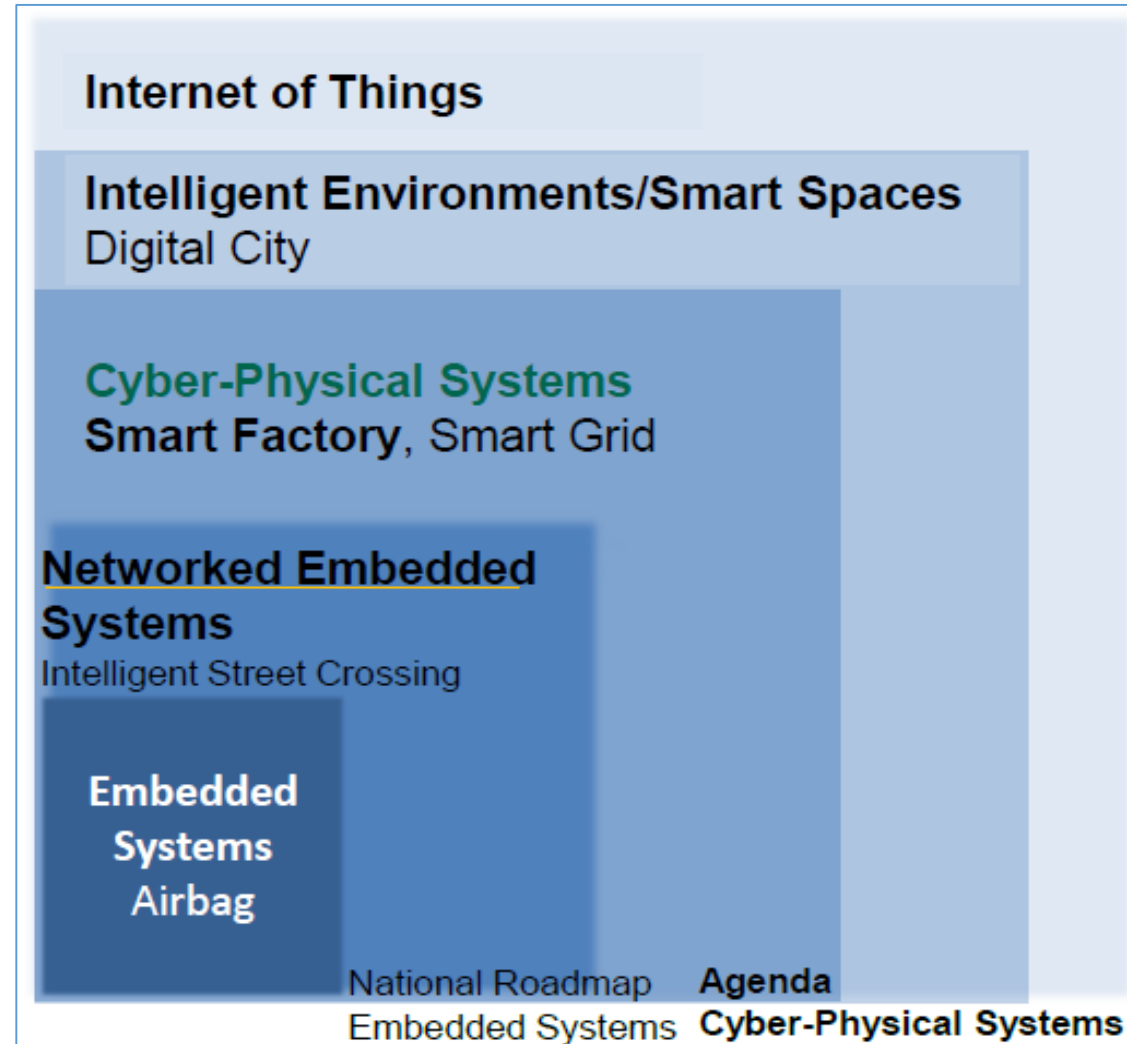 Internet of Things
Intelligent Environments/Smart Spaces
Digital City
Cyber-Physical Systems
Smart Factory, Smart Grid
Networked Embedded
Systems
Intelligent Street Crossing
Embedded
Systems
Airbag
National Roadmap
Embedded Systems
Agenda
Cyber-Physical Systems